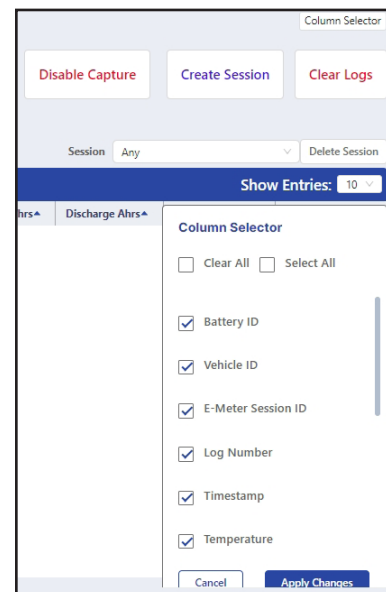 Column Selector
Disable Capture Create Session Clear Logs
Session Any Delete Session
Show Entries: 10
hrs▲ Discharge Ahrs▲
Column Selector
Clear All Select All
Battery ID
Vehicle ID
E-Meter Session ID
Log Number
Timestamp
Temperature
Cancel Apply Changes